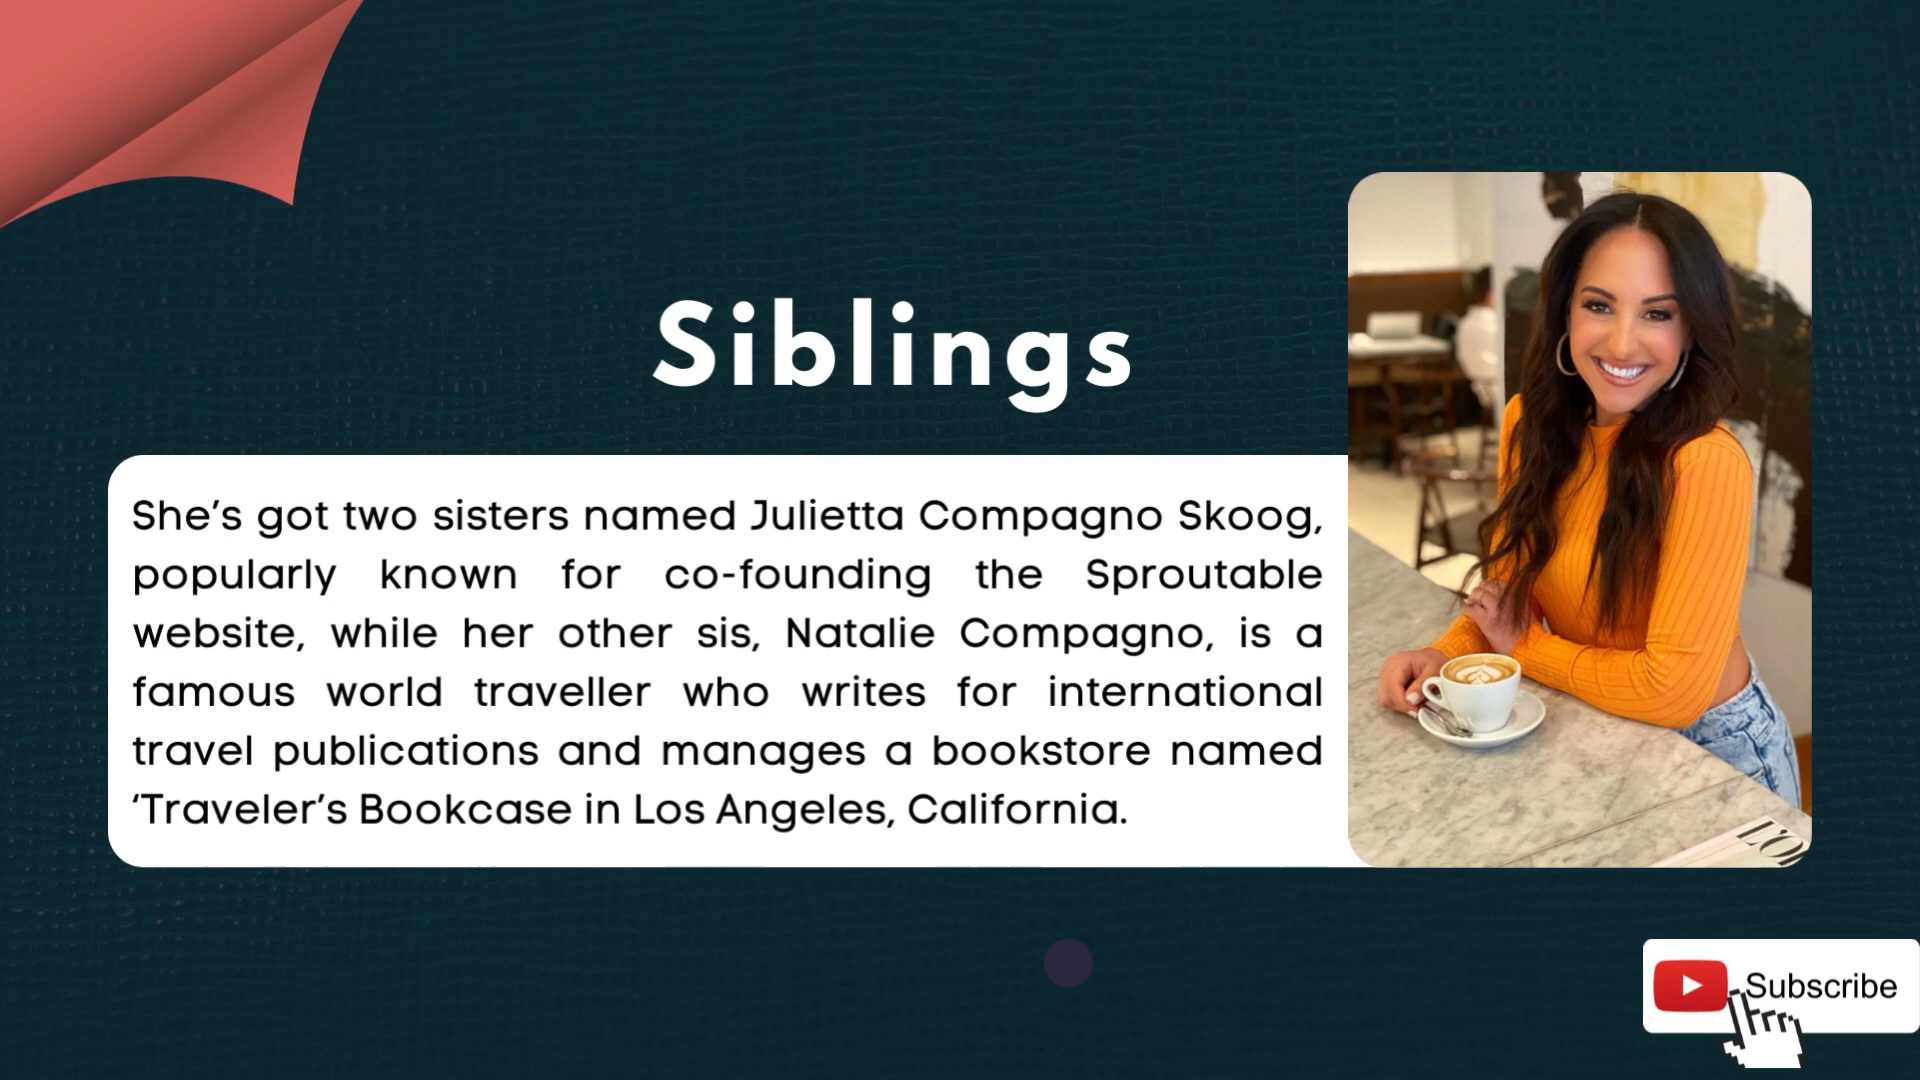 Siblings
She’s got two sisters named Julietta Compagno Skoog,
popularly known for co-founding the Sproutable
website, while her other sis, Natalie Compagno, is a
famous world traveller who writes for international
travel publications and manages a bookstore named
‘Traveler’s Bookcase in Los Angeles, California.
Subscribe